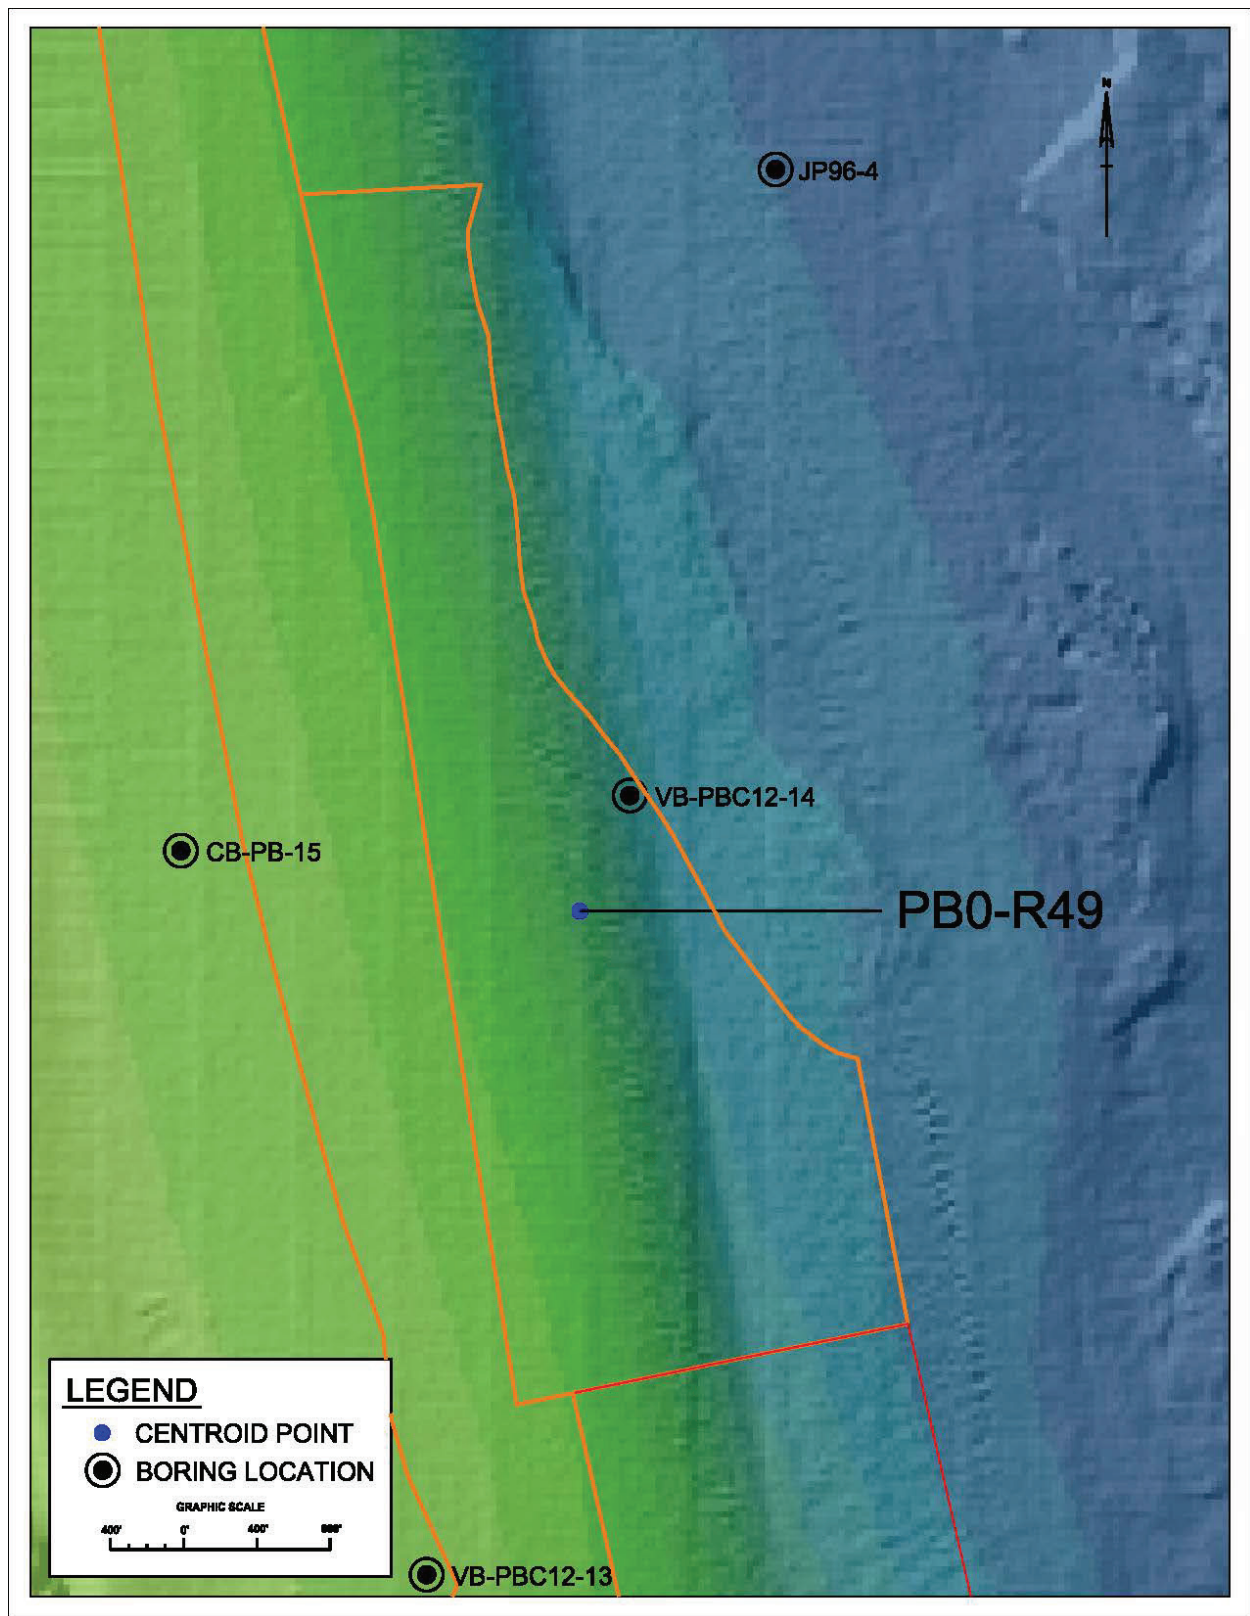 N
JP96-4
VB-PBC12-14
CB-PB-15
PB0-R49
LEGEND
CENTROID POINT
BORING LOCATION
GRAPHIC SCALE
400' 0' 400' 800'
VB-PBC12-13